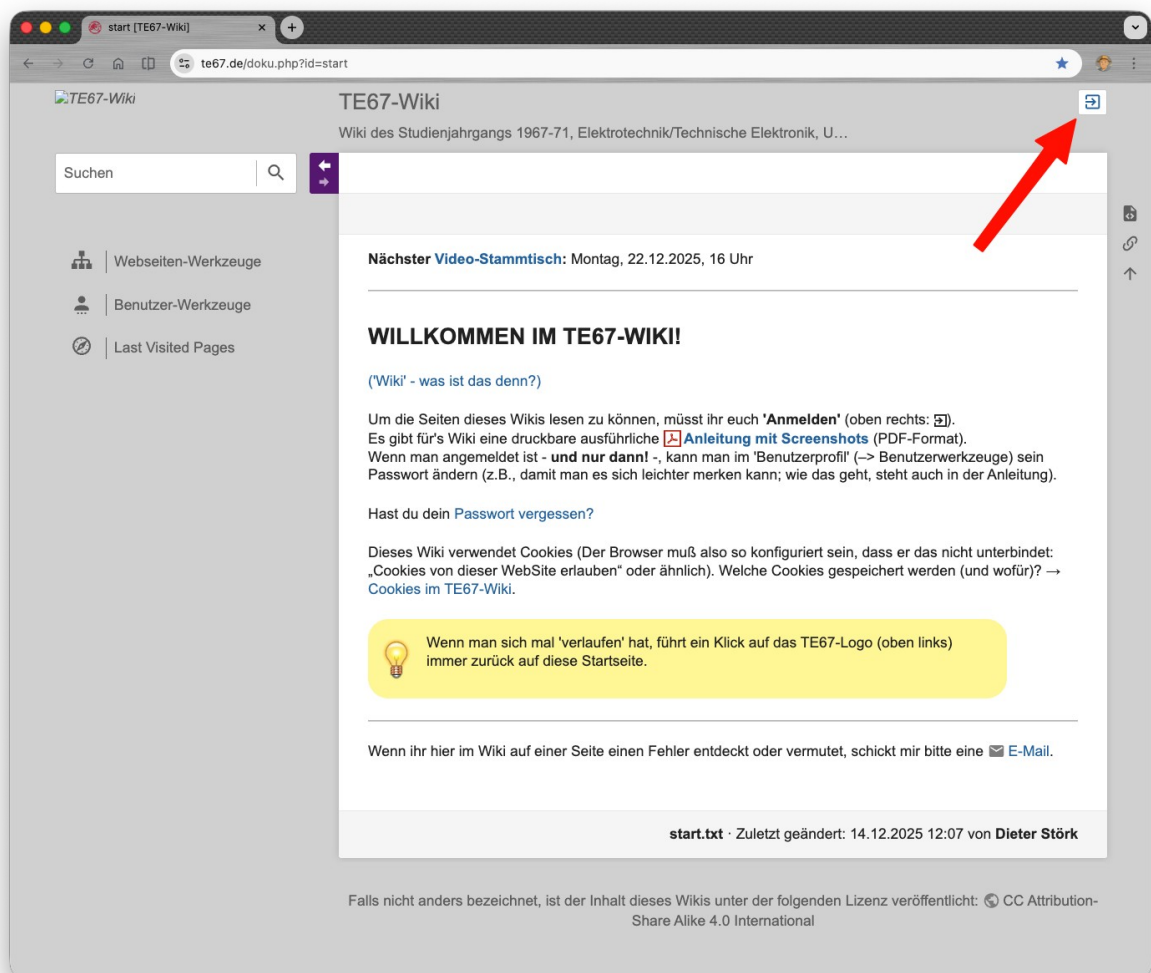 start [TE67-Wiki]
te67.de/doku.php?id=start
TE67-Wiki
TE67-Wiki
Wiki des Studienjahrgangs 1967-71, Elektrotechnik/Technische Elektronik, U…
Suchen
Webseiten-Werkzeuge
Benutzer-Werkzeuge
Last Visited Pages
Nächster Video-Stammtisch: Montag, 22.12.2025, 16 Uhr
WILLKOMMEN IM TE67-WIKI!
('Wiki' - was ist das denn?)
Um die Seiten dieses Wikis lesen zu können, müsst ihr euch 'Anmelden' (oben rechts: ).
Es gibt für's Wiki eine druckbare ausführliche Anleitung mit Screenshots (PDF-Format).
Wenn man angemeldet ist - und nur dann! -, kann man im 'Benutzerprofil' (–> Benutzerwerkzeuge) sein
Passwort ändern (z.B., damit man es sich leichter merken kann; wie das geht, steht auch in der Anleitung).
Hast du dein Passwort vergessen?
Dieses Wiki verwendet Cookies (Der Browser muß also so konfiguriert sein, dass er das nicht unterbindet:
„Cookies von dieser WebSite erlauben“ oder ähnlich). Welche Cookies gespeichert werden (und wofür)? →
Cookies im TE67-Wiki.
Wenn man sich mal 'verlaufen' hat, führt ein Klick auf das TE67-Logo (oben links)
immer zurück auf diese Startseite.
Wenn ihr hier im Wiki auf einer Seite einen Fehler entdeckt oder vermutet, schickt mir bitte eine E-Mail.
start.txt · Zuletzt geändert: 14.12.2025 12:07 von Dieter Störk
Falls nicht anders bezeichnet, ist der Inhalt dieses Wikis unter der folgenden Lizenz veröffentlicht: CC Attribution-
Share Alike 4.0 International